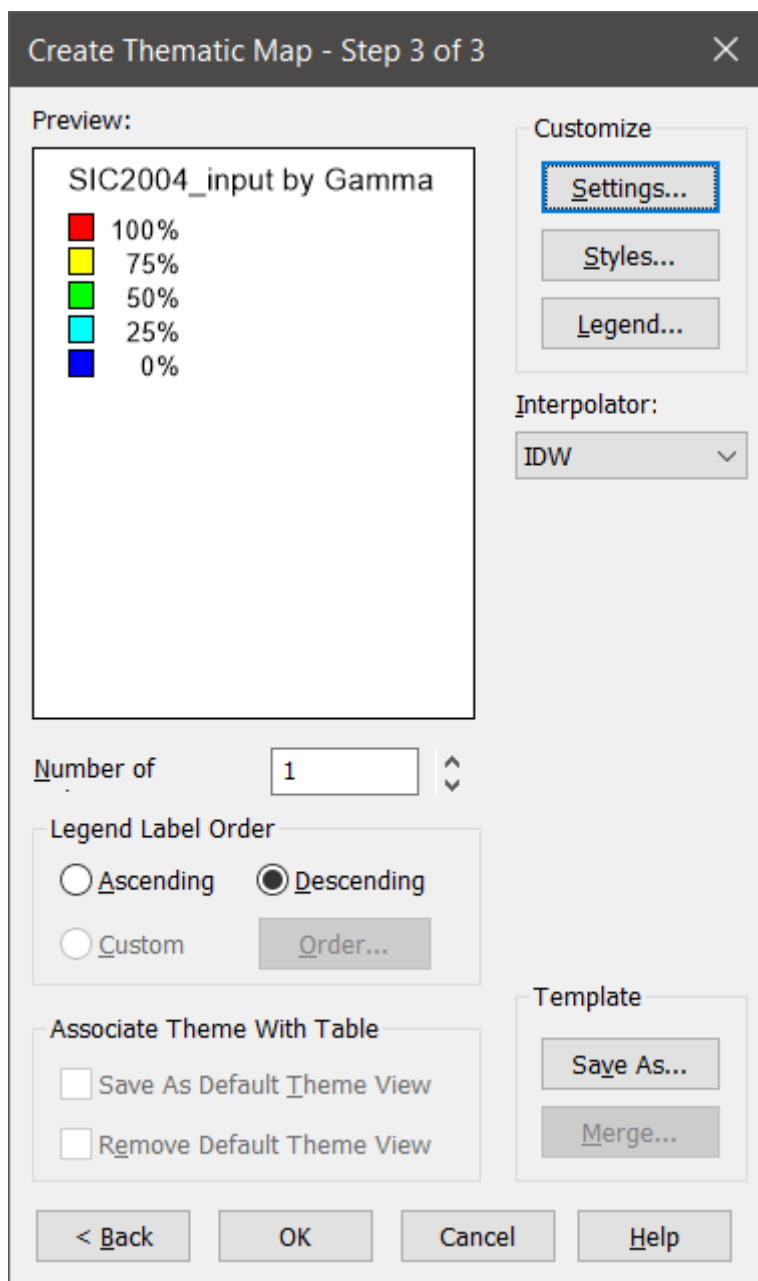 Create Thematic Map - Step 3 of 3
Preview:
SIC2004_input by Gamma
100%
75%
50%
25%
0%
Customize
Settings...
Styles...
Legend...
Interpolator:
IDW
Number of
1
Legend Label Order
Ascending
Descending
Custom
Order...
Associate Theme With Table
Save As Default Theme View
Remove Default Theme View
Template
Save As...
Merge...
< Back
OK
Cancel
Help